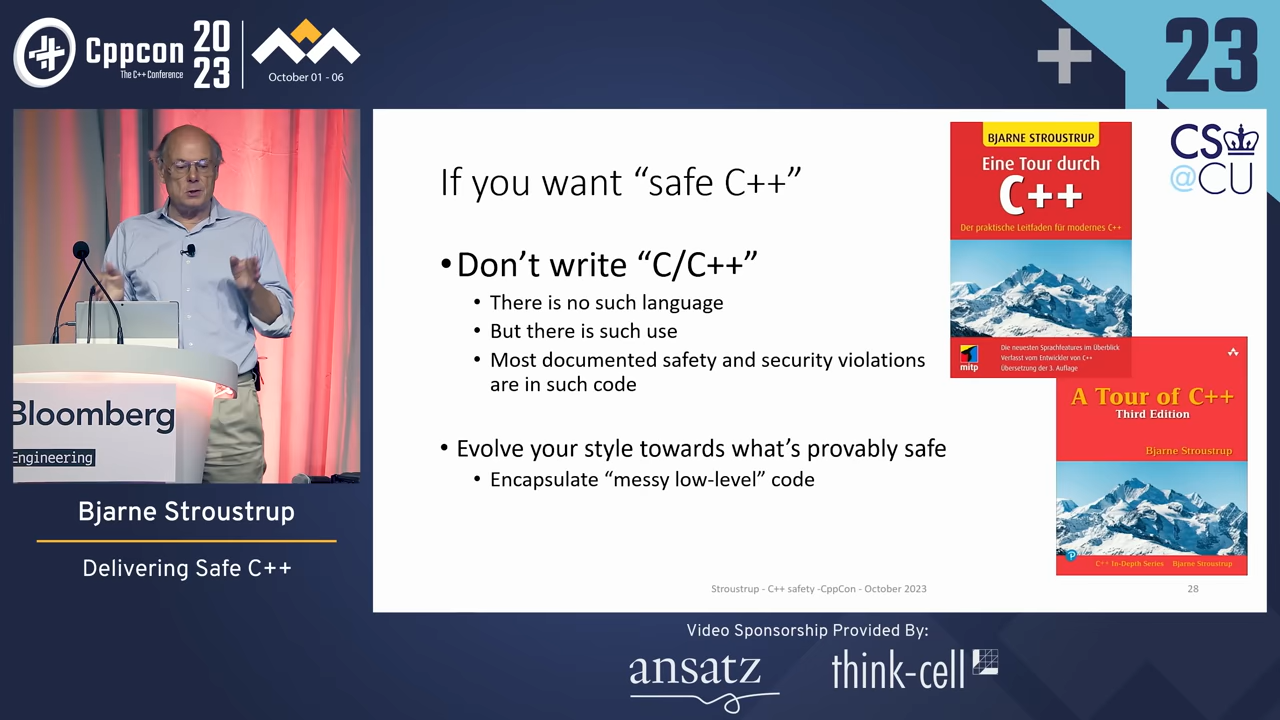 Cppcon
The C++ Conference
20
23
October 01 - 06
23
If you want “safe C++”
•Don’t write “C/C++”
• There is no such language
• But there is such use
• Most documented safety and security violations
are in such code
• Evolve your style towards what’s provably safe
• Encapsulate “messy low-level” code
BJARNE STROUSTRUP
Eine Tour durch
C++
Der praktische Leitfaden für modernes C++
mitp
Die neuesten Sprachfeatures im Überblick
Verfasst vom Entwickler von C++
Übersetzung der 3. Auflage
CS
@CU
A Tour of C++
Third Edition
Bjarne Stroustrup
C++ In-Depth Series Bjarne Stroustrup
Stroustrup - C++ safety -CppCon - October 2023
28
Bloomberg
Engineering
Bjarne Stroustrup
Delivering Safe C++
Video Sponsorship Provided By:
ansatz
think-cell